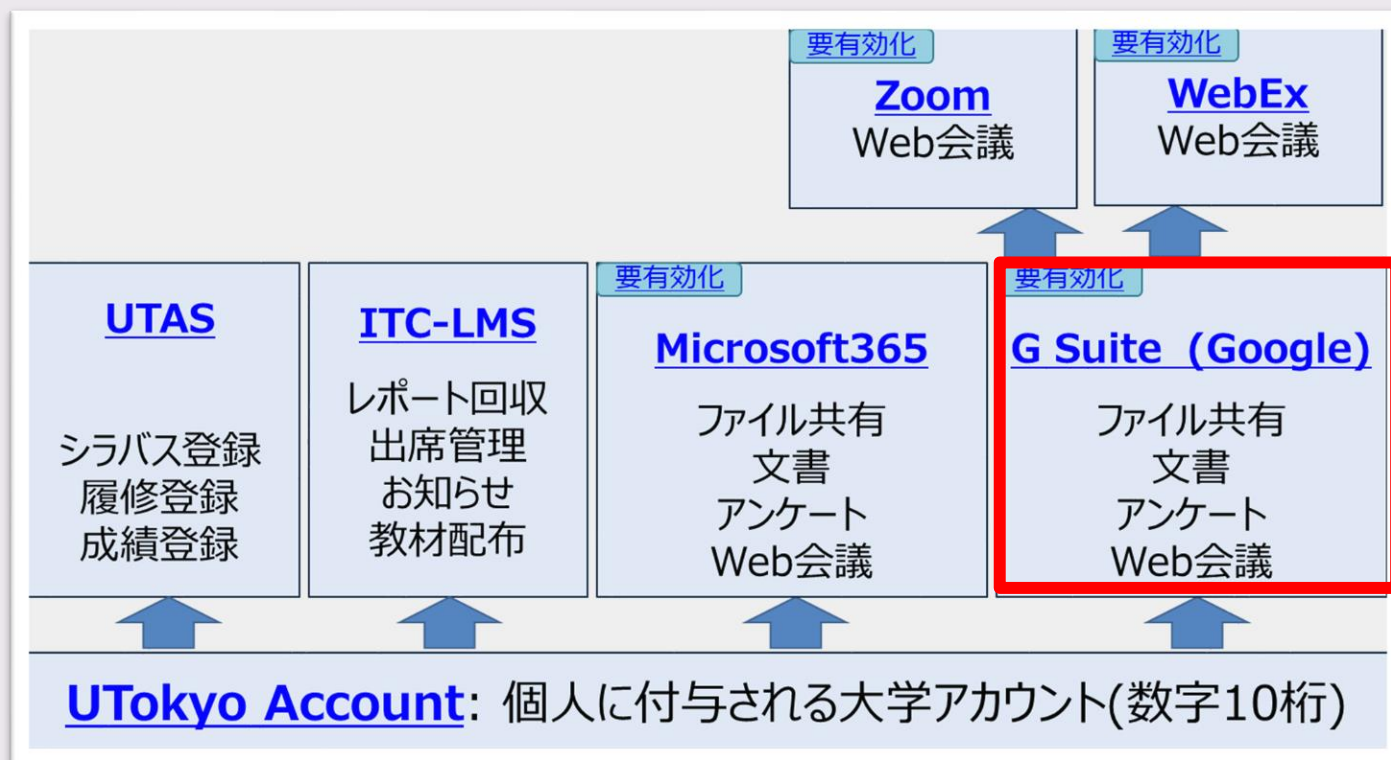 要有効化
Zoom
Web会議
要有効化
WebEx
Web会議
UTAS
シラバス登録
履修登録
成績登録
ITC-LMS
レポート回収
出席管理
お知らせ
教材配布
要有効化
Microsoft365
ファイル共有
文書
アンケート
Web会議
要有効化
G Suite (Google)
ファイル共有
文書
アンケート
Web会議
UTokyo Account: 個人に付与される大学アカウント(数字10桁)